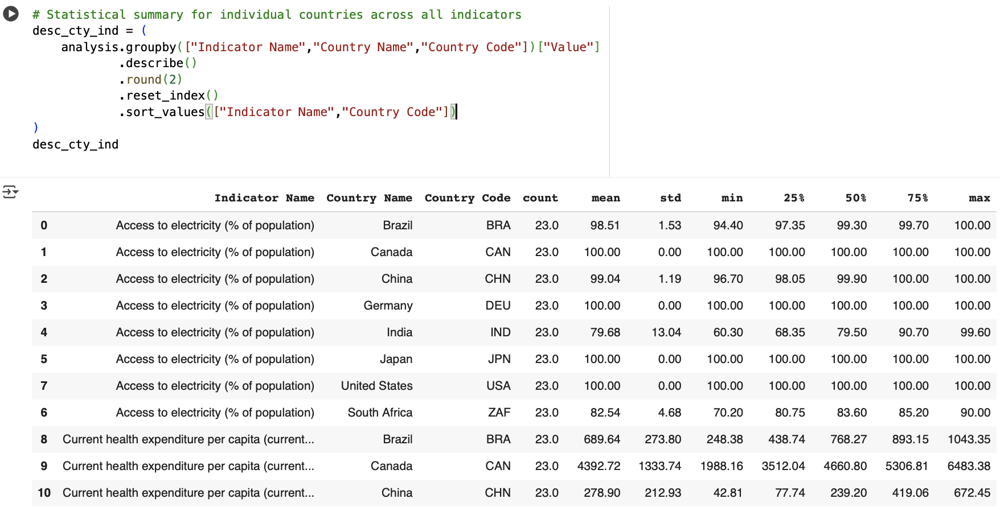 # Statistical summary for individual countries across all indicators
desc_cty_ind = (
    analysis.groupby(["Indicator Name","Country Name","Country Code"])["Value"]
            .describe()
            .round(2)
            .reset_index()
            .sort_values(["Indicator Name","Country Code"])
)
desc_cty_ind
Indicator Name Country Name Country Code count mean std min 25% 50% 75% max
0 Access to electricity (% of population) Brazil BRA 23.0 98.51 1.53 94.40 97.35 99.30 99.70 100.00
1 Access to electricity (% of population) Canada CAN 23.0 100.00 0.00 100.00 100.00 100.00 100.00 100.00
2 Access to electricity (% of population) China CHN 23.0 99.04 1.19 96.70 98.05 99.90 100.00 100.00
3 Access to electricity (% of population) Germany DEU 23.0 100.00 0.00 100.00 100.00 100.00 100.00 100.00
4 Access to electricity (% of population) India IND 23.0 79.68 13.04 60.30 68.35 79.50 90.70 99.60
5 Access to electricity (% of population) Japan JPN 23.0 100.00 0.00 100.00 100.00 100.00 100.00 100.00
7 Access to electricity (% of population) United States USA 23.0 100.00 0.00 100.00 100.00 100.00 100.00 100.00
6 Access to electricity (% of population) South Africa ZAF 23.0 82.54 4.68 70.20 80.75 83.60 85.20 90.00
8 Current health expenditure per capita (current... Brazil BRA 23.0 689.64 273.80 248.38 438.74 768.27 893.15 1043.35
9 Current health expenditure per capita (current... Canada CAN 23.0 4392.72 1333.74 1988.16 3512.04 4660.80 5306.81 6483.38
10 Current health expenditure per capita (current... China CHN 23.0 278.90 212.93 42.81 77.74 239.20 419.06 672.45